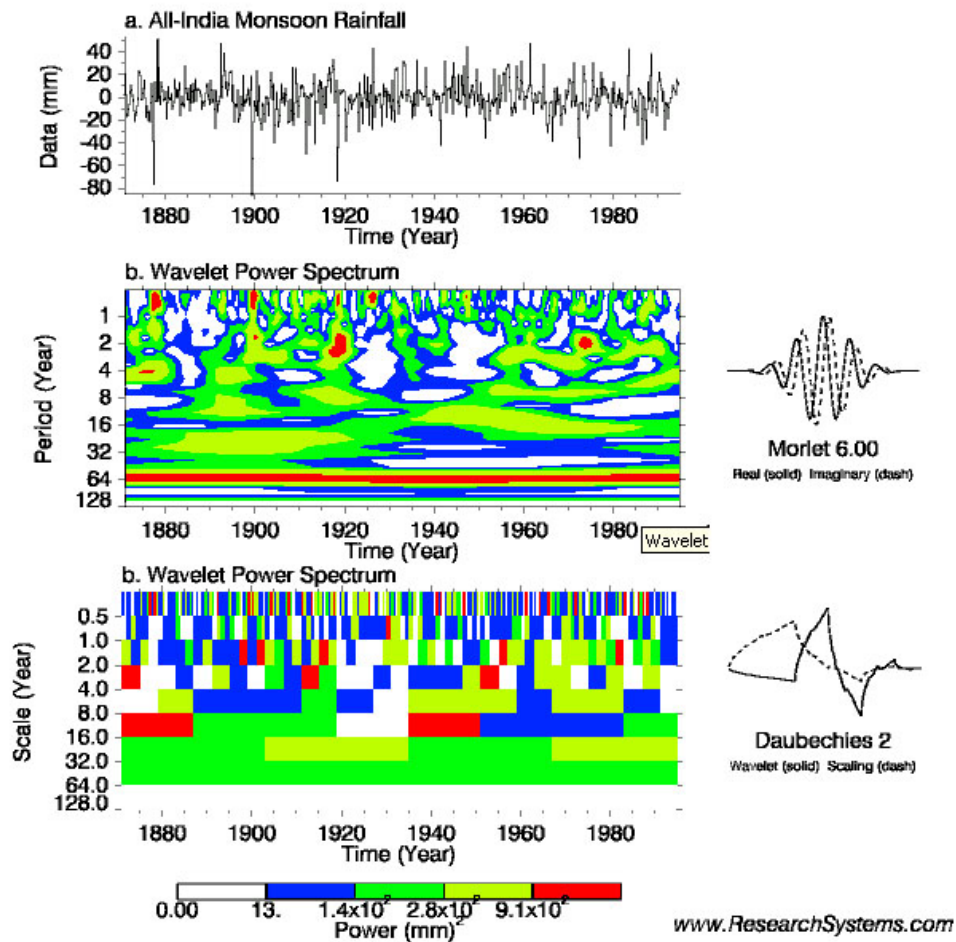 a. All-India Monsoon Rainfall
Data (mm)
40
20
0
-20
-40
-60
-80
1880 1900 1920 1940 1960 1980
Time (Year)
b. Wavelet Power Spectrum
Period (Year)
1
2
4
8
16
32
64
128
1880 1900 1920 1940 1960 1980
Time (Year)
Wavelet
Morlet 6.00
Real (solid) Imaginary (dash)
b. Wavelet Power Spectrum
Scale (Year)
0.5
1.0
2.0
4.0
8.0
16.0
32.0
64.0
128.0
1880 1900 1920 1940 1960 1980
Time (Year)
Daubechies 2
Wavelet (solid) Scaling (dash)
0.00 13. 1.4x10² 2.8x10² 9.1x10²
Power (mm)²
www.ResearchSystems.com